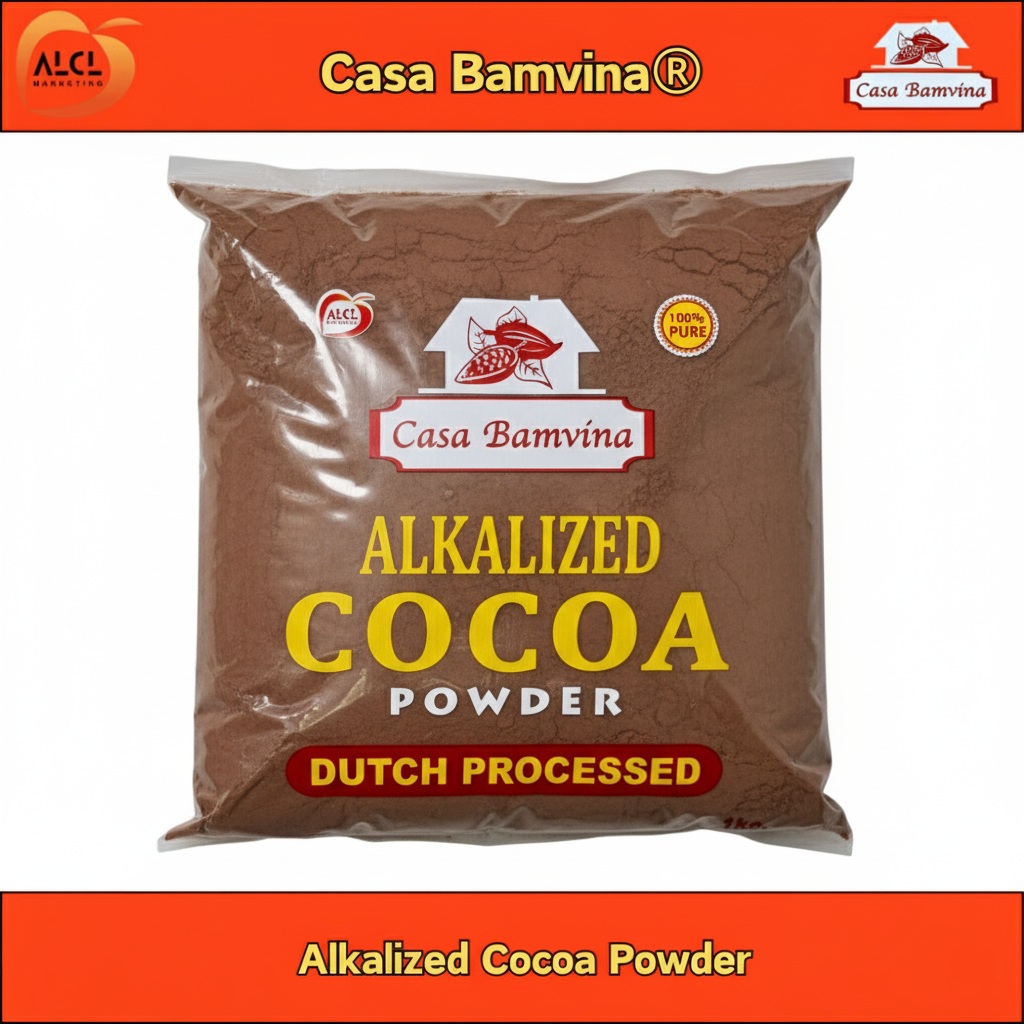 ALCL
MARKETING
Casa Bamvina®
Casa Bamvina
ALCL
100%
PURE
Casa Bamvina
ALKALIZED
COCOA
POWDER
DUTCH PROCESSED
1kg.
Alkalized Cocoa Powder